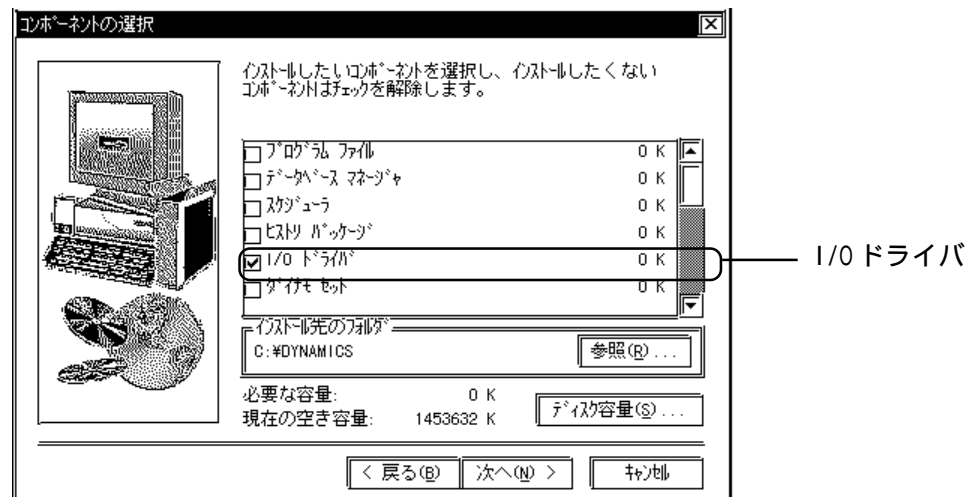 コンポーネントの選択
インストールしたいコンポーネントを選択し、インストールしたくない
コンポーネントはチェックを解除します。
プログラム ファイル 0 K
データベース マネージャ 0 K
スケジューラ 0 K
ヒストリ パッケージ 0 K
I/O ドライバ 0 K
I/O ドライバ
ダイナモ セット 0 K
インストール先のフォルダ
C:¥DYNAMICS 参照(R)...
必要な容量: 0 K
現在の空き容量: 1453632 K
ディスク容量(S)...
< 戻る(B) 次へ(N) > キャンセル